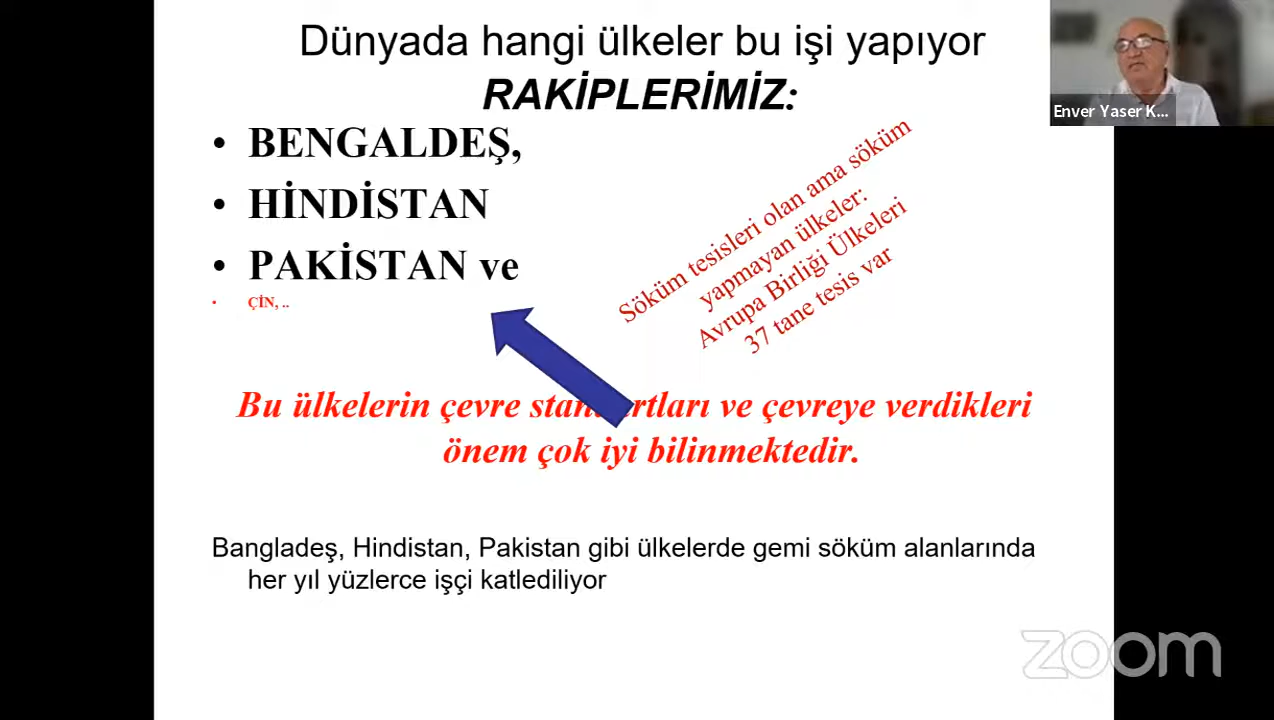 Dünyada hangi ülkeler bu işi yapıyor
RAKİPLERİMİZ:
Enver Yaser K...
• BENGALDEŞ,
• HİNDİSTAN
• PAKİSTAN ve
• ÇİN, ..
Söküm tesisleri olan ama söküm
yapmayan ülkeler:
Avrupa Birliği Ülkeleri
37 tane tesis var
Bu ülkelerin çevre standartları ve çevreye verdikleri
önem çok iyi bilinmektedir.
Bangladeş, Hindistan, Pakistan gibi ülkelerde gemi söküm alanlarında
her yıl yüzlerce işçi katlediliyor
zoom